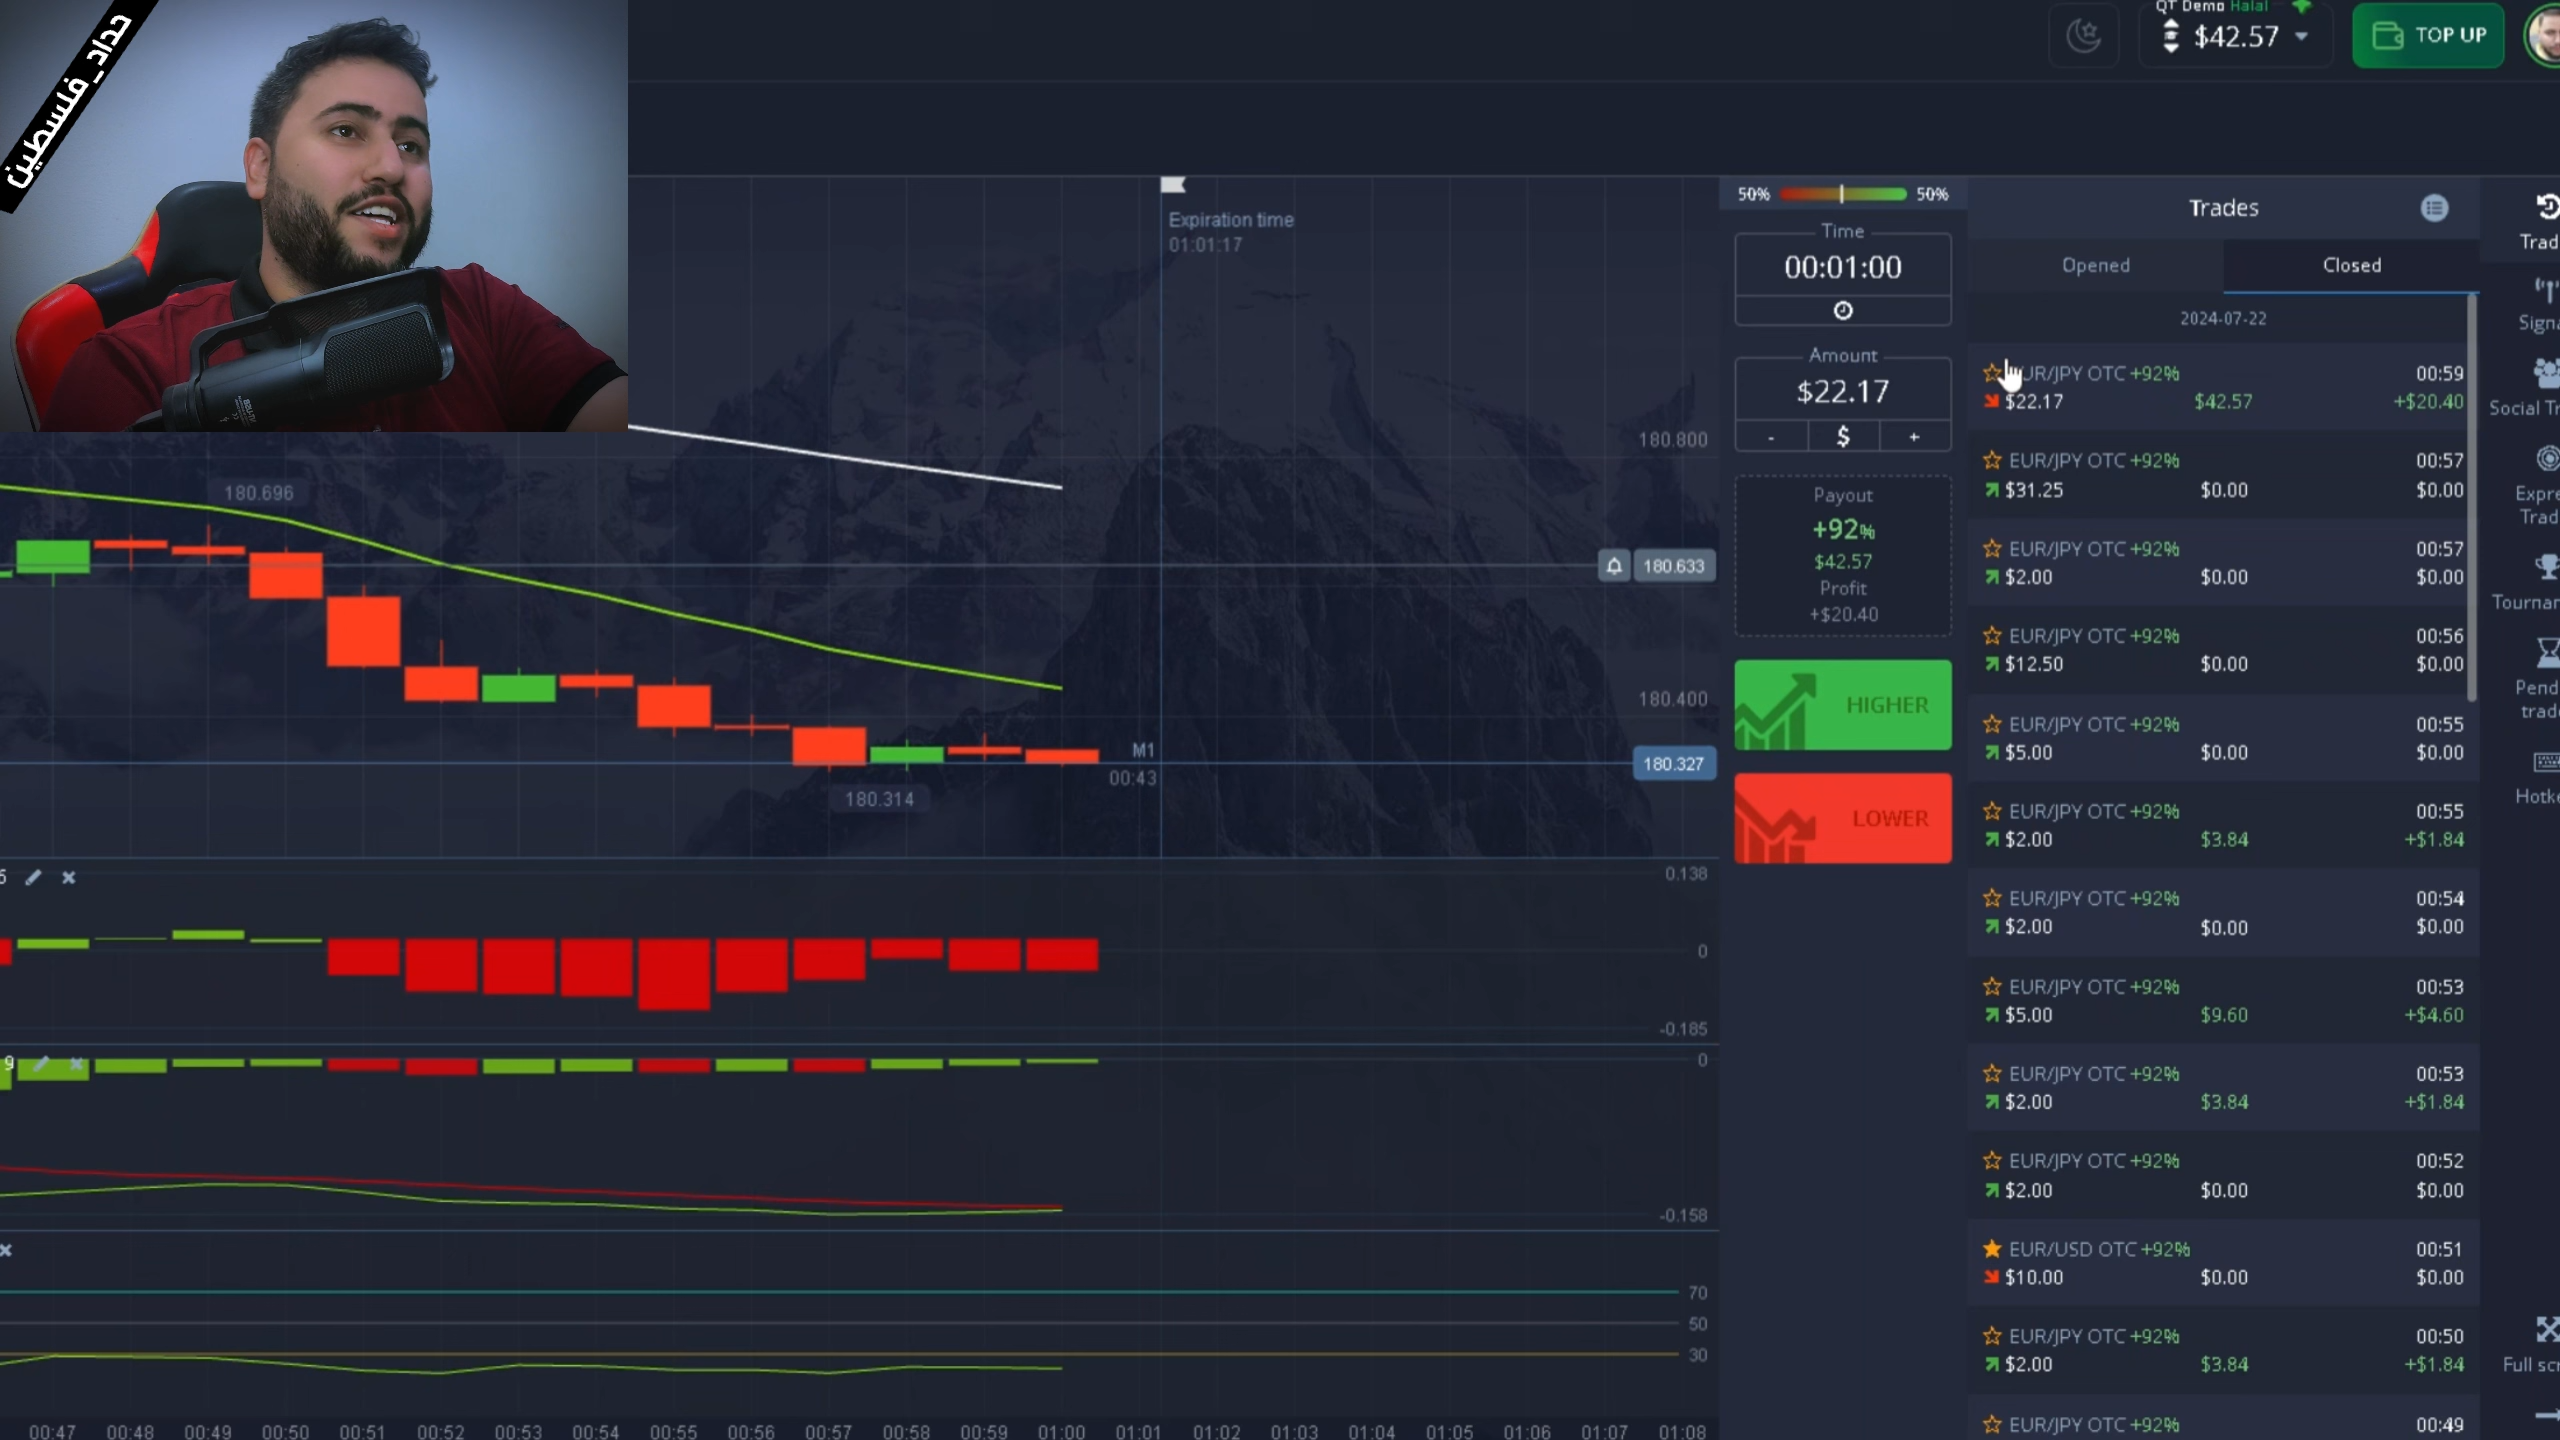 حداد_فلسطين
QT Demo Halal
$42.57
TOP UP
Expiration time
01:01:17
180.696
180.800
180.633
180.400
M1
00:43
180.327
180.314
0.138
0
-0.185
9
0
-0.158
70
50
30
00:47 00:48 00:49 00:50 00:51 00:52 00:53 00:54 00:55 00:56 00:57 00:58 00:59 01:00 01:01 01:02 01:03 01:04 01:05 01:06 01:07 01:08
50% 50%
Time
00:01:00
Amount
$22.17
- $ +
Payout
+92%
$42.57
Profit
+$20.40
HIGHER
LOWER
Trades
Opened Closed
2024-07-22
EUR/JPY OTC +92% 00:59
$22.17 $42.57 +$20.40
EUR/JPY OTC +92% 00:57
$31.25 $0.00 $0.00
EUR/JPY OTC +92% 00:57
$2.00 $0.00 $0.00
EUR/JPY OTC +92% 00:56
$12.50 $0.00 $0.00
EUR/JPY OTC +92% 00:55
$5.00 $0.00 $0.00
EUR/JPY OTC +92% 00:55
$2.00 $3.84 +$1.84
EUR/JPY OTC +92% 00:54
$2.00 $0.00 $0.00
EUR/JPY OTC +92% 00:53
$5.00 $9.60 +$4.60
EUR/JPY OTC +92% 00:53
$2.00 $3.84 +$1.84
EUR/JPY OTC +92% 00:52
$2.00 $0.00 $0.00
EUR/USD OTC +92% 00:51
$10.00 $0.00 $0.00
EUR/JPY OTC +92% 00:50
$2.00 $3.84 +$1.84
EUR/JPY OTC +92% 00:49
Trad
Signa
Social Tr
Expre
Trad
Tournar
Pend
trade
Hotke
Full scr